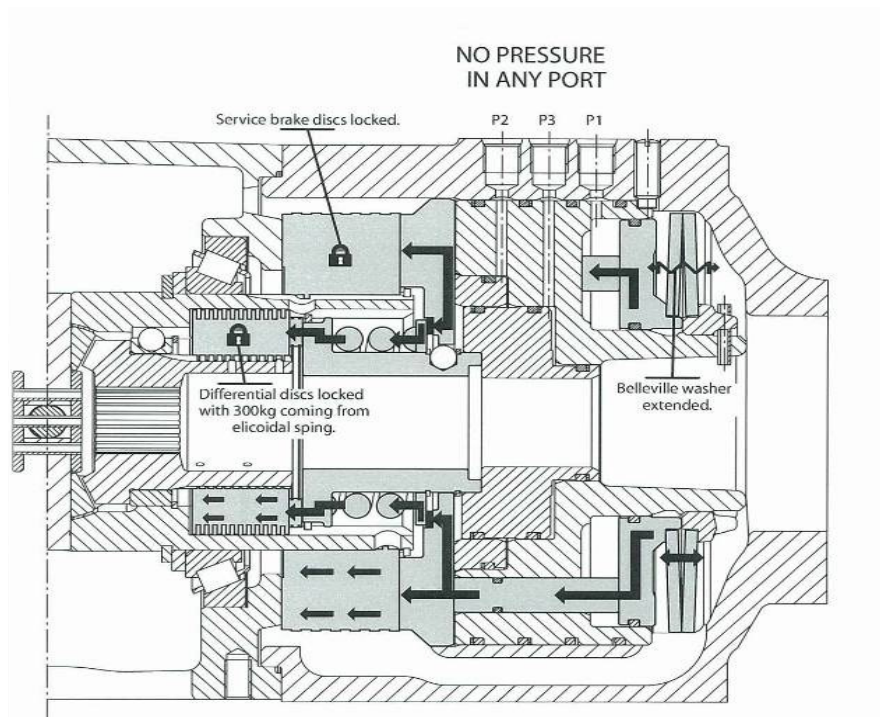 NO PRESSURE
IN ANY PORT
Service brake discs locked.
P2
P3
P1
Differential discs locked
with 300kg coming from
elicoidal sping.
Belleville washer
extended.